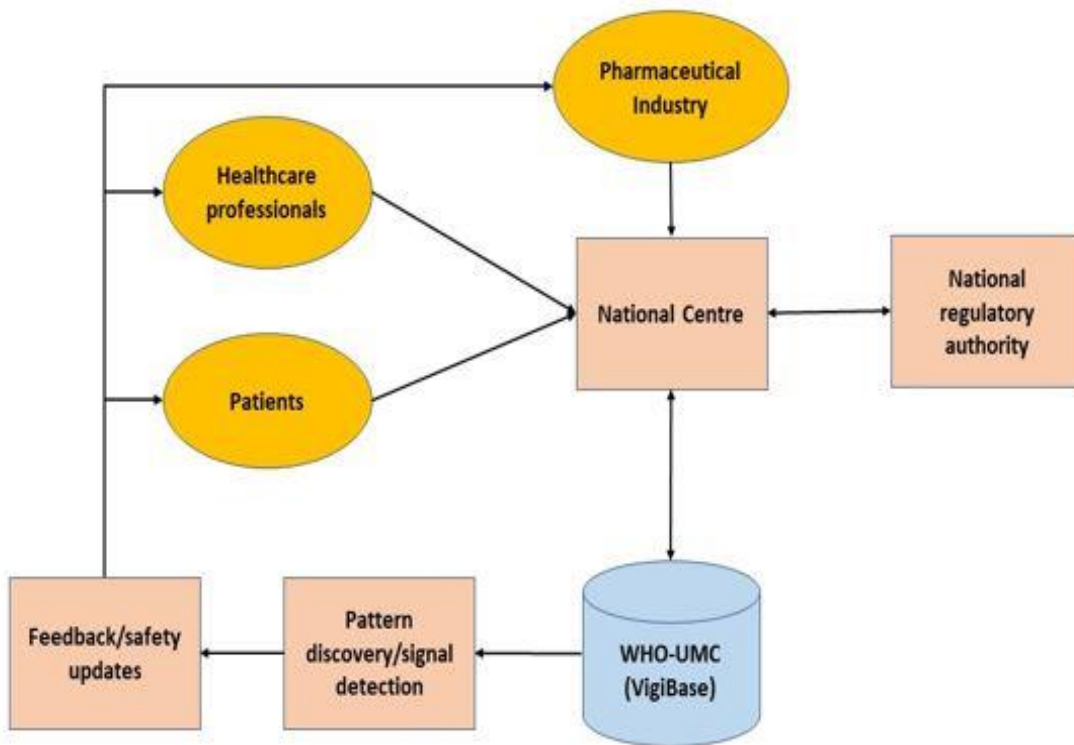 Pharmaceutical
Industry
Healthcare
professionals
National Centre
National
regulatory
authority
Patients
Feedback/safety
updates
Pattern
discovery/signal
detection
WHO-UMC
(VigiBase)